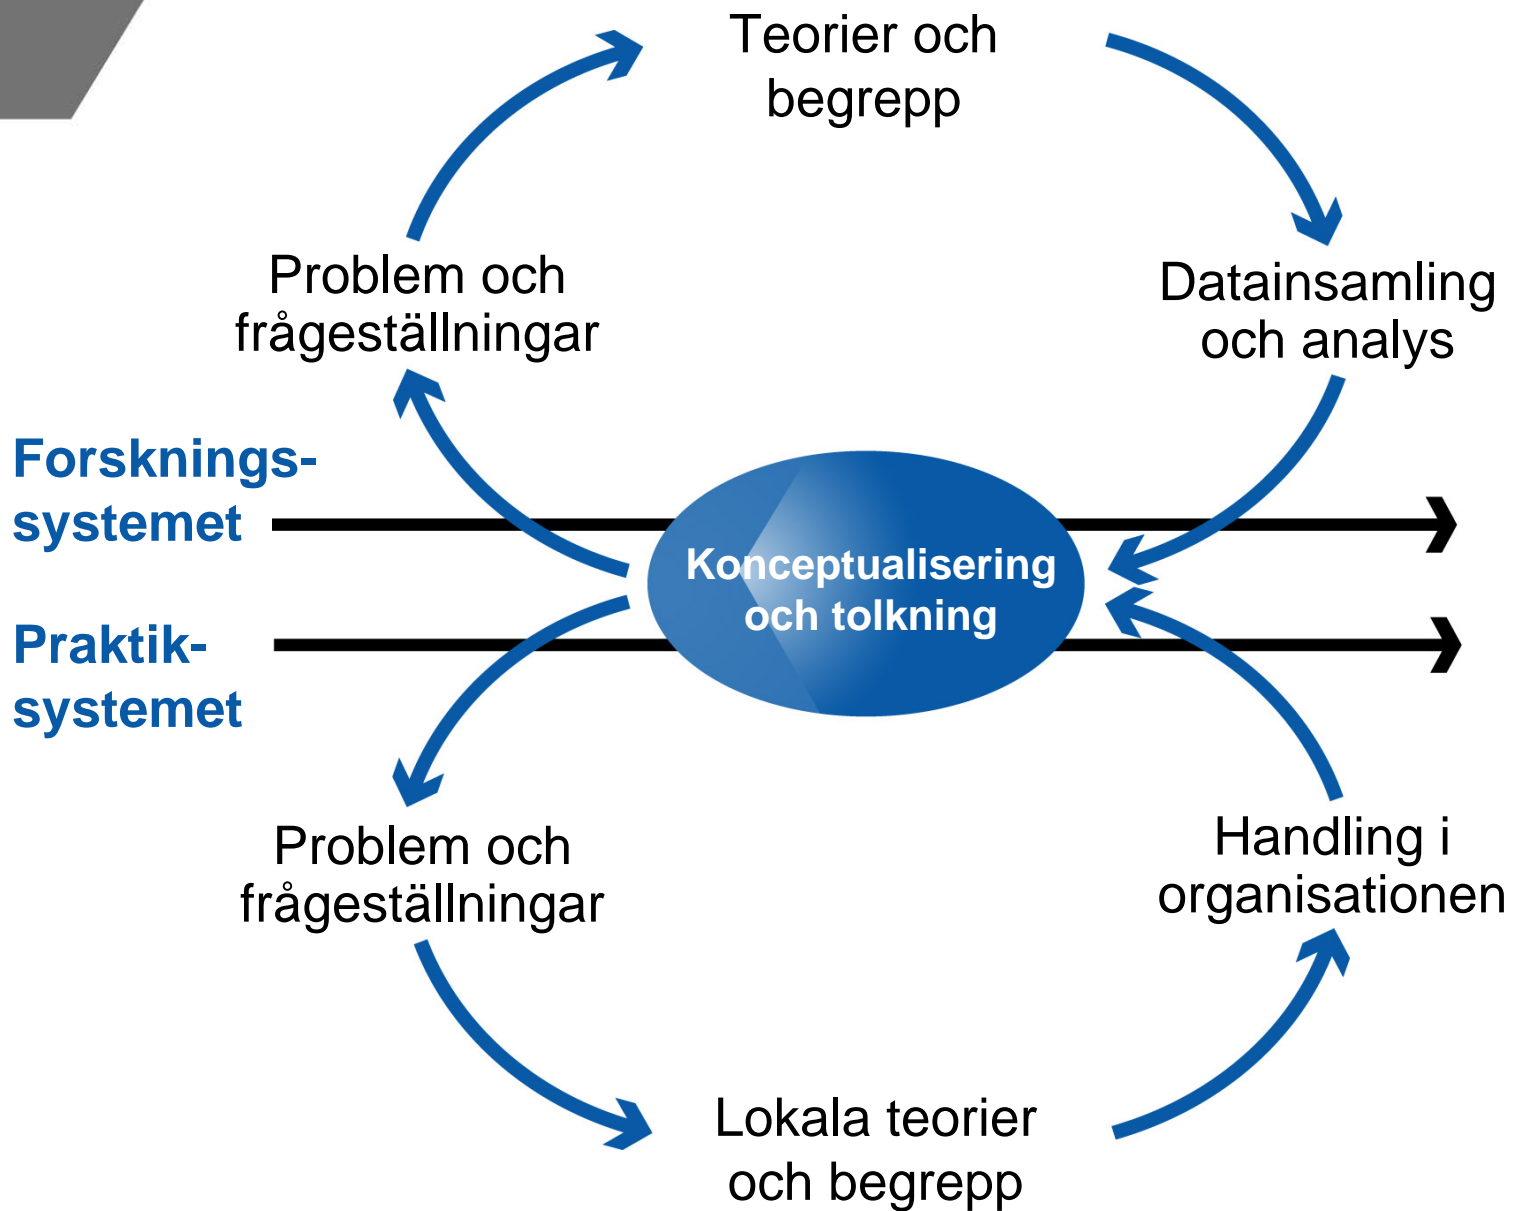 Teorier och
begrepp
Problem och
frågeställningar
Datainsamling
och analys
Forsknings-
systemet
Konceptualisering
och tolkning
Praktik-
systemet
Problem och
frågeställningar
Handling i
organisationen
Lokala teorier
och begrepp